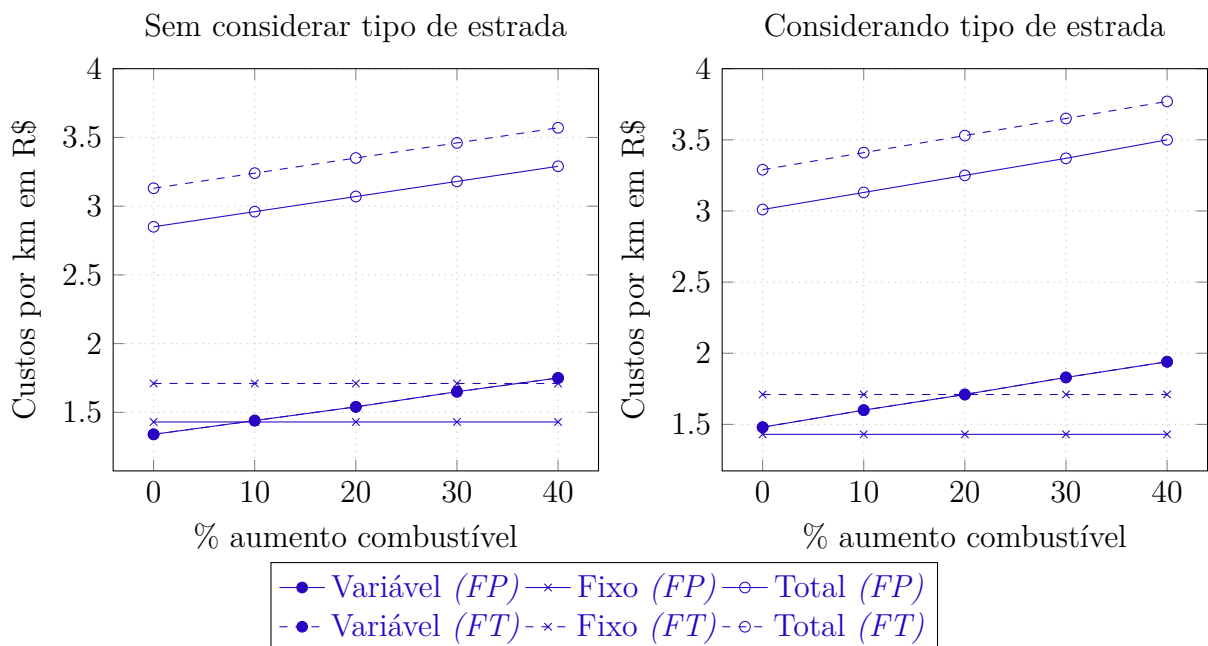 Sem considerar tipo de estrada
4
3.5
3
2.5
2
1.5
Custos por km em R$
0 10 20 30 40
% aumento combustível
Considerando tipo de estrada
4
3.5
3
2.5
2
1.5
Custos por km em R$
0 10 20 30 40
% aumento combustível
Variável (FP) Fixo (FP) Total (FP)
Variável (FT) Fixo (FT) Total (FT)